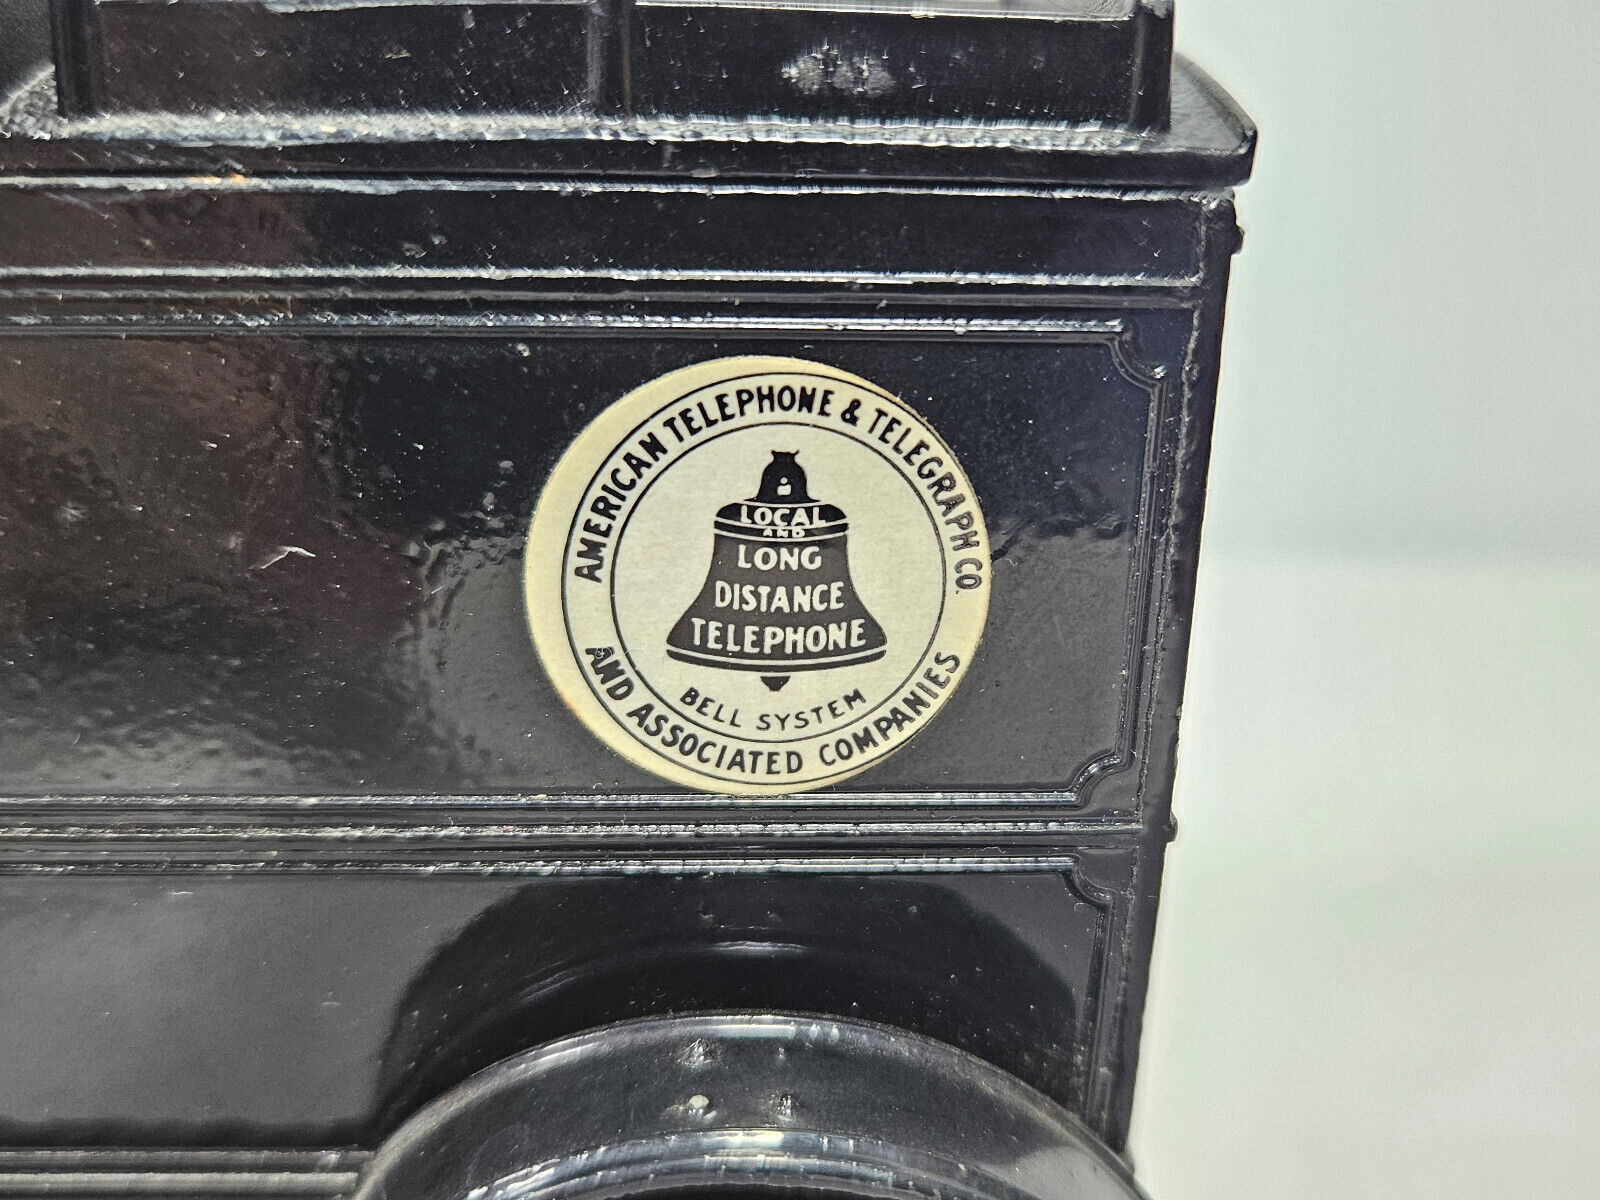 AMERICAN TELEPHONE & TELEGRAPH CO.
LOCAL
AND
LONG
DISTANCE
TELEPHONE
BELL SYSTEM
AND ASSOCIATED COMPANIES